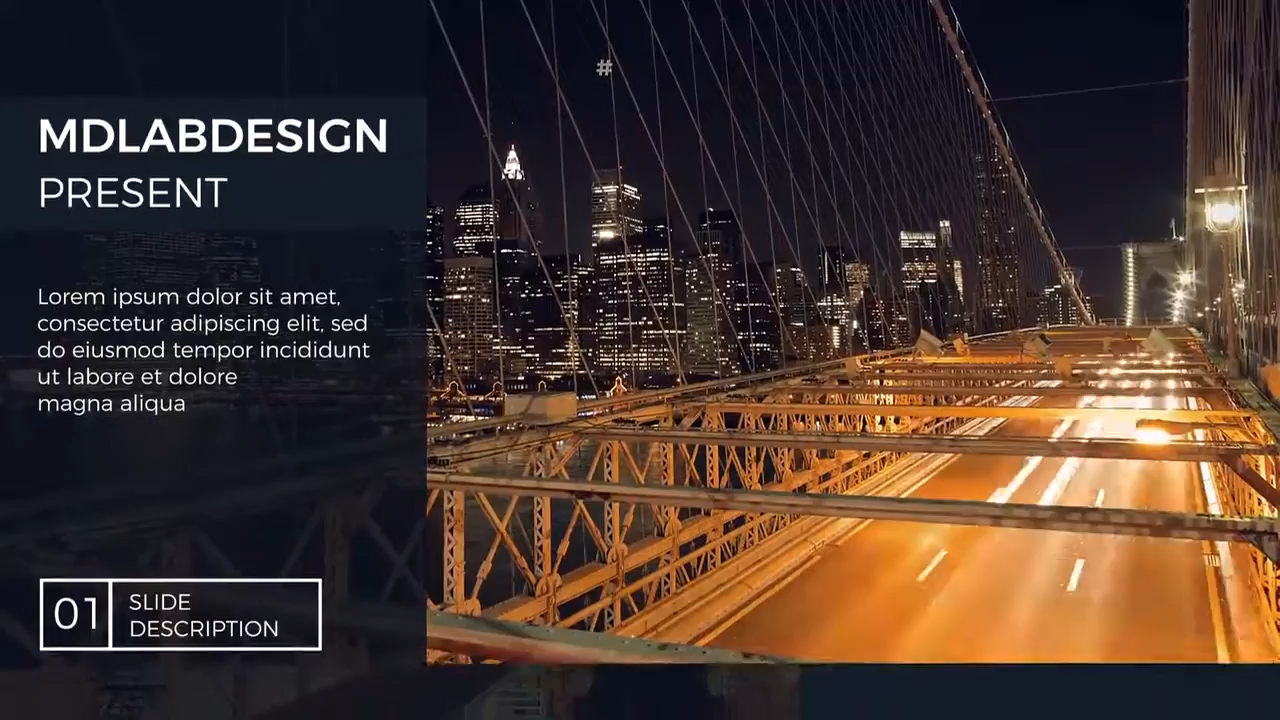 #
MDLABDESIGN
PRESENT
Lorem ipsum dolor sit amet,
consectetur adipiscing elit, sed
do eiusmod tempor incididunt
ut labore et dolore
magna aliqua
01
SLIDE
DESCRIPTION